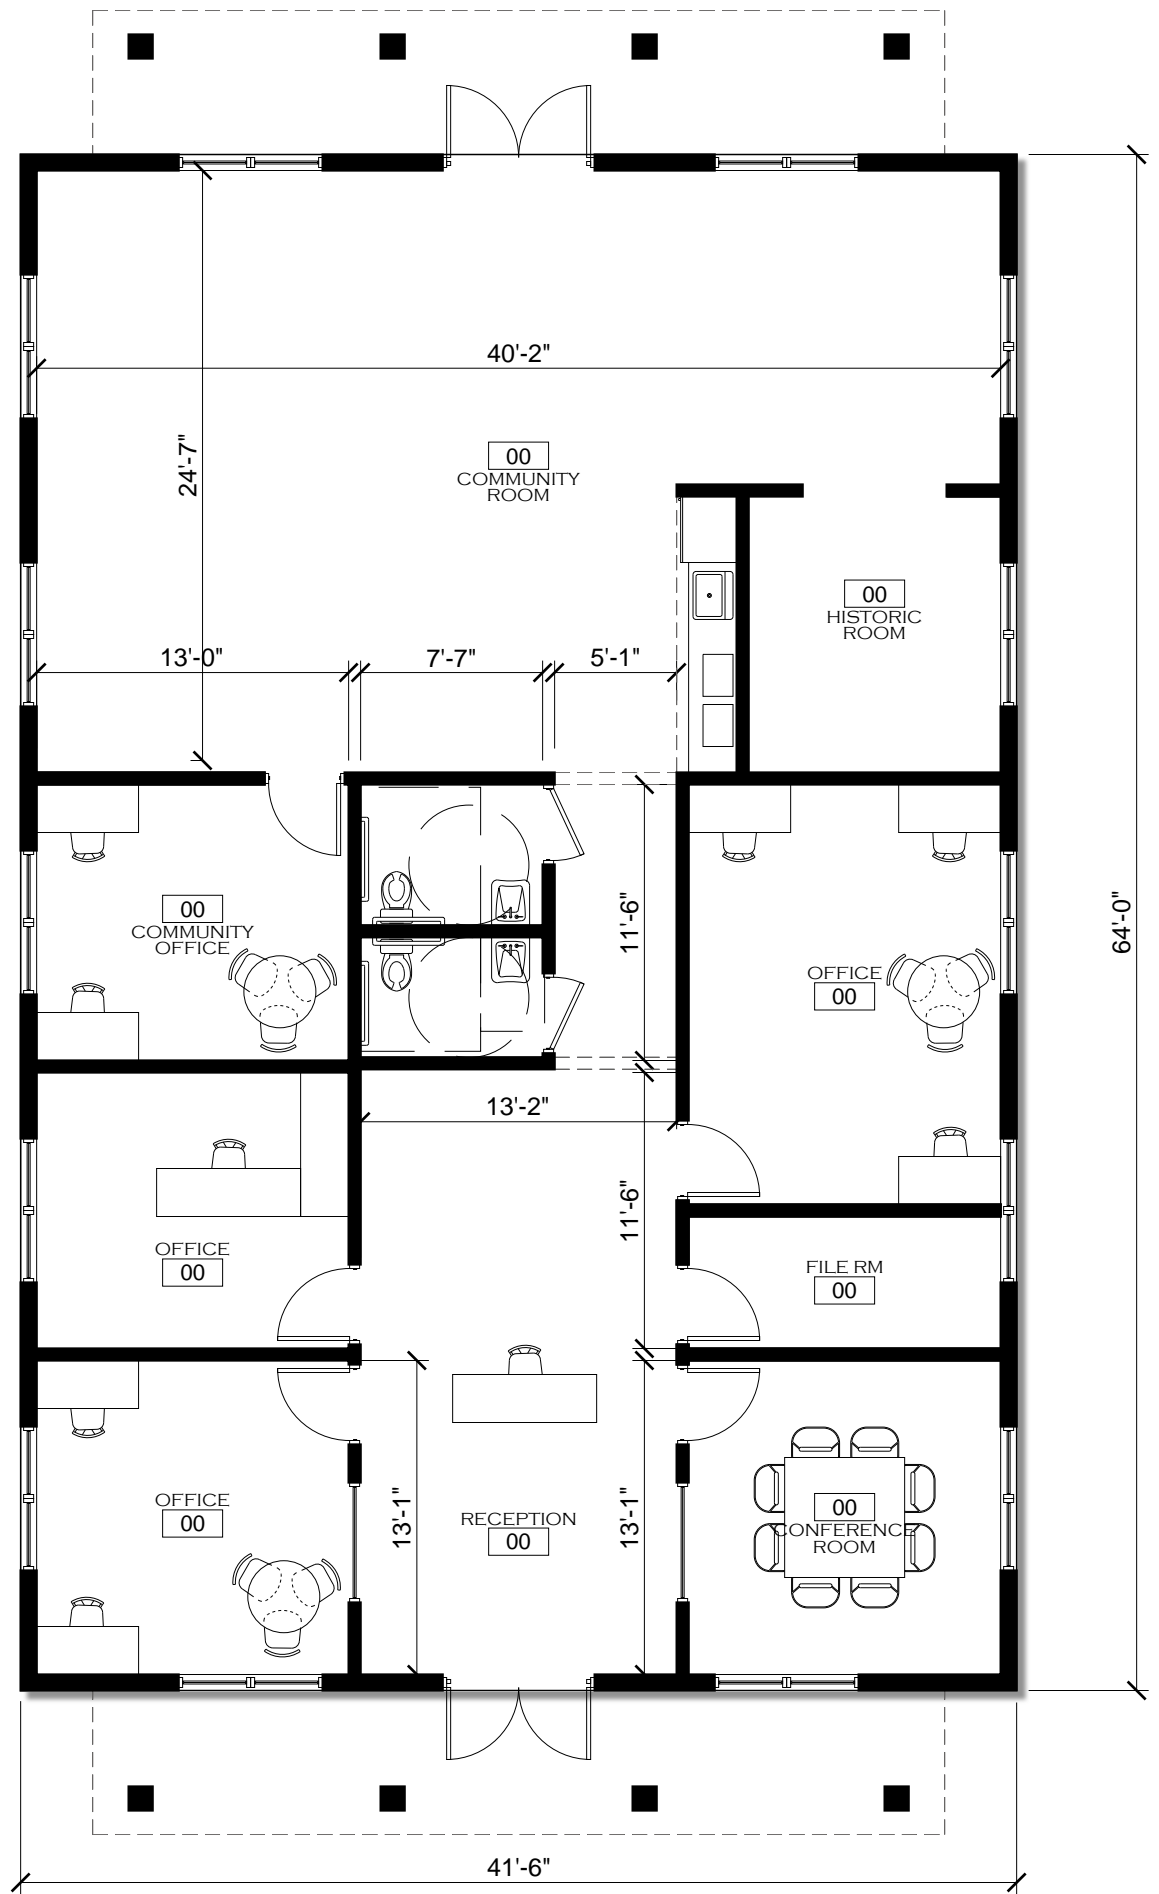 40'-2"
24'-7"
00
COMMUNITY
ROOM
00
HISTORIC
ROOM
13'-0"
7'-7"
5'-1"
00
COMMUNITY
OFFICE
11'-6"
OFFICE
00
64'-0"
13'-2"
11'-6"
OFFICE
00
FILE RM
00
OFFICE
00
13'-1"
RECEPTION
00
13'-1"
00
CONFERENCE
ROOM
41'-6"